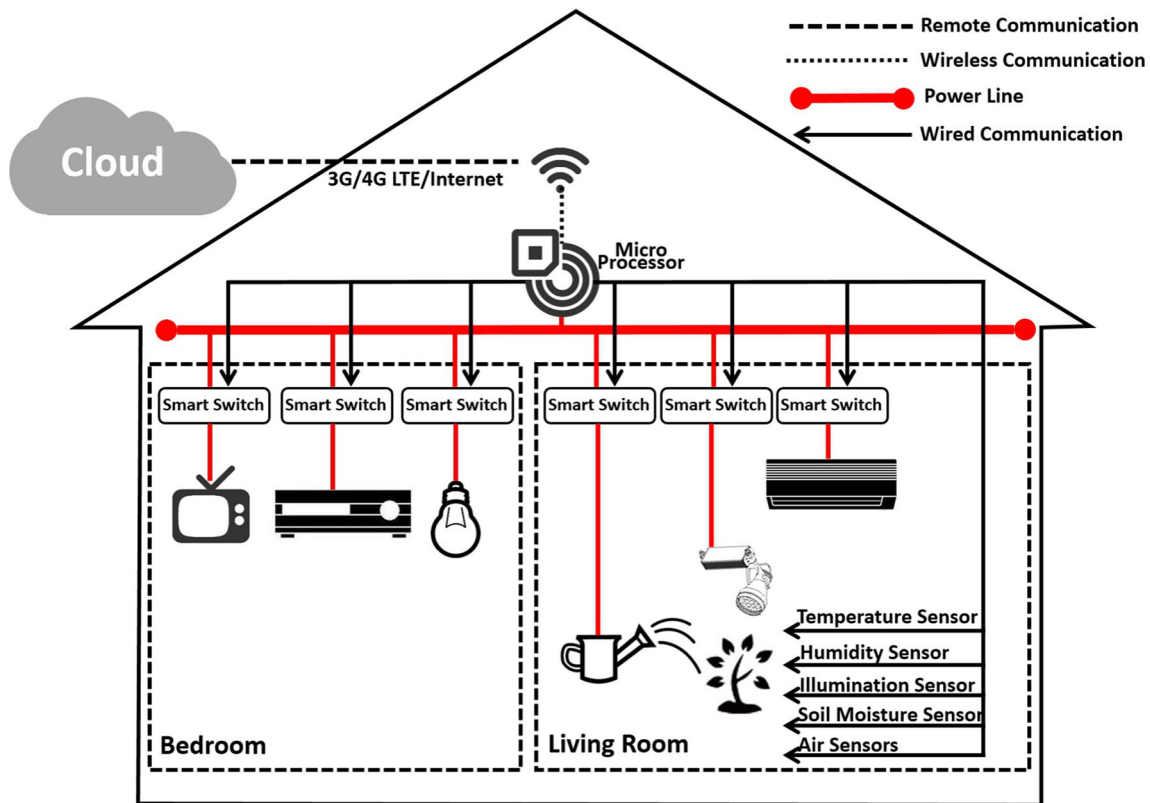 Remote Communication
Wireless Communication
Power Line
Wired Communication
Cloud
3G/4G LTE/Internet
Micro
Processor
Smart Switch
Smart Switch
Smart Switch
Smart Switch
Smart Switch
Smart Switch
Temperature Sensor
Humidity Sensor
Illumination Sensor
Soil Moisture Sensor
Air Sensors
Bedroom
Living Room